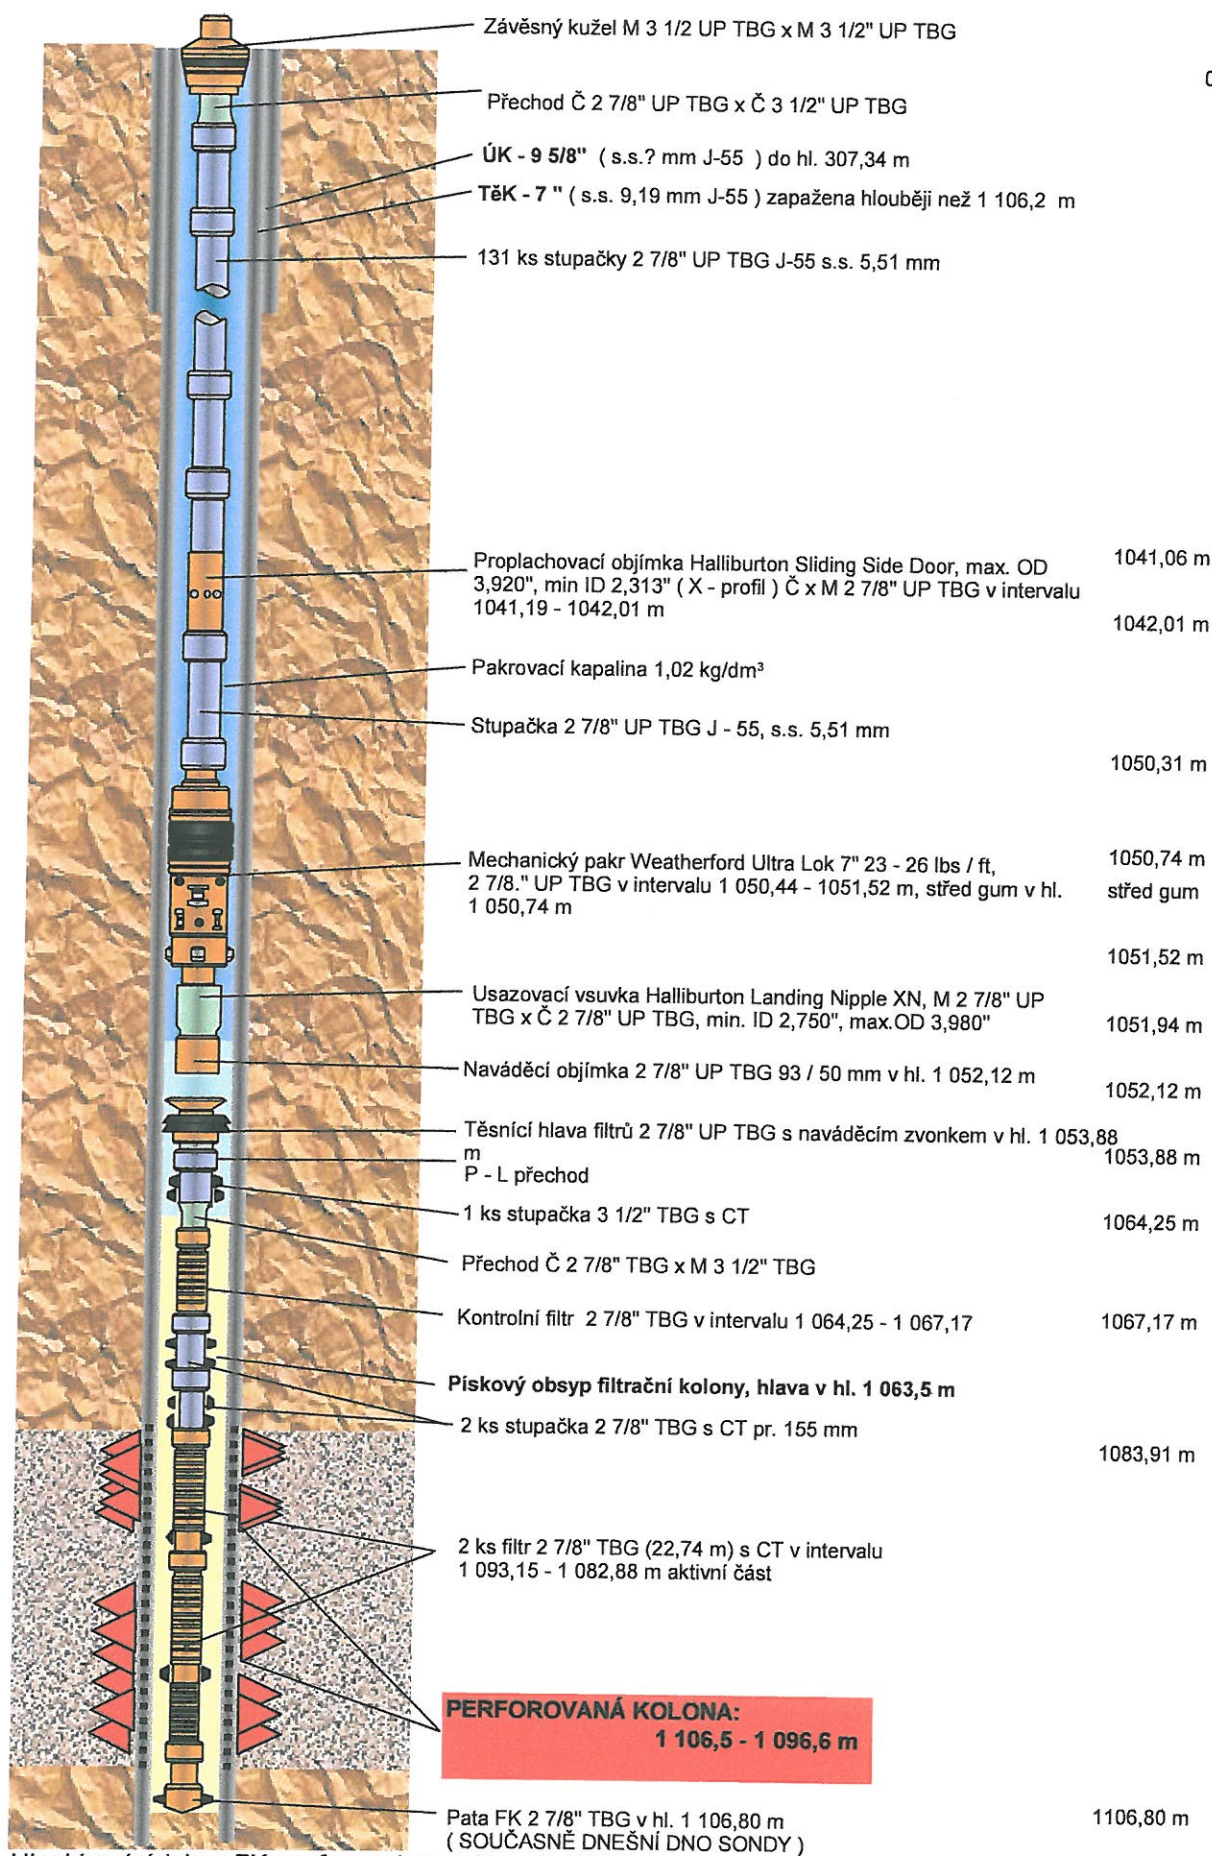 Závěsný kužel M 3 1/2 UP TBG x M 3 1/2" UP TBG
Přechod Č 2 7/8" UP TBG x Č 3 1/2" UP TBG
ÚK - 9 5/8" ( s.s.? mm J-55 ) do hl. 307,34 m
TěK - 7 " ( s.s. 9,19 mm J-55 ) zapažena hlouběji než 1 106,2 m
131 ks stupačky 2 7/8" UP TBG J-55 s.s. 5,51 mm
Proplachovací objímka Halliburton Sliding Side Door, max. OD
3,920", min ID 2,313" ( X - profil ) Č x M 2 7/8" UP TBG v intervalu
1041,19 - 1042,01 m
1041,06 m
1042,01 m
Pakrovací kapalina 1,02 kg/dm³
Stupačka 2 7/8" UP TBG J - 55, s.s. 5,51 mm
1050,31 m
Mechanický pakr Weatherford Ultra Lok 7" 23 - 26 lbs / ft,
2 7/8." UP TBG v intervalu 1 050,44 - 1051,52 m, střed gum v hl.
1 050,74 m
1050,74 m
střed gum
1051,52 m
Usazovací vsuvka Halliburton Landing Nipple XN, M 2 7/8" UP
TBG x Č 2 7/8" UP TBG, min. ID 2,750", max.OD 3,980"
1051,94 m
Naváděcí objímka 2 7/8" UP TBG 93 / 50 mm v hl. 1 052,12 m
1052,12 m
Těsnící hlava filtrů 2 7/8" UP TBG s naváděcím zvonkem v hl. 1 053,88
m
1053,88 m
P - L přechod
1 ks stupačka 3 1/2" TBG s CT
1064,25 m
Přechod Č 2 7/8" TBG x M 3 1/2" TBG
Kontrolní filtr 2 7/8" TBG v intervalu 1 064,25 - 1 067,17
1067,17 m
Pískový obsyp filtrační kolony, hlava v hl. 1 063,5 m
2 ks stupačka 2 7/8" TBG s CT pr. 155 mm
1083,91 m
2 ks filtr 2 7/8" TBG (22,74 m) s CT v intervalu
1 093,15 - 1 082,88 m aktivní část
PERFOROVANÁ KOLONA:
1 106,5 - 1 096,6 m
Pata FK 2 7/8" TBG v hl. 1 106,80 m
( SOUČASNĚ DNEŠNÍ DNO SONDY )
1106,80 m